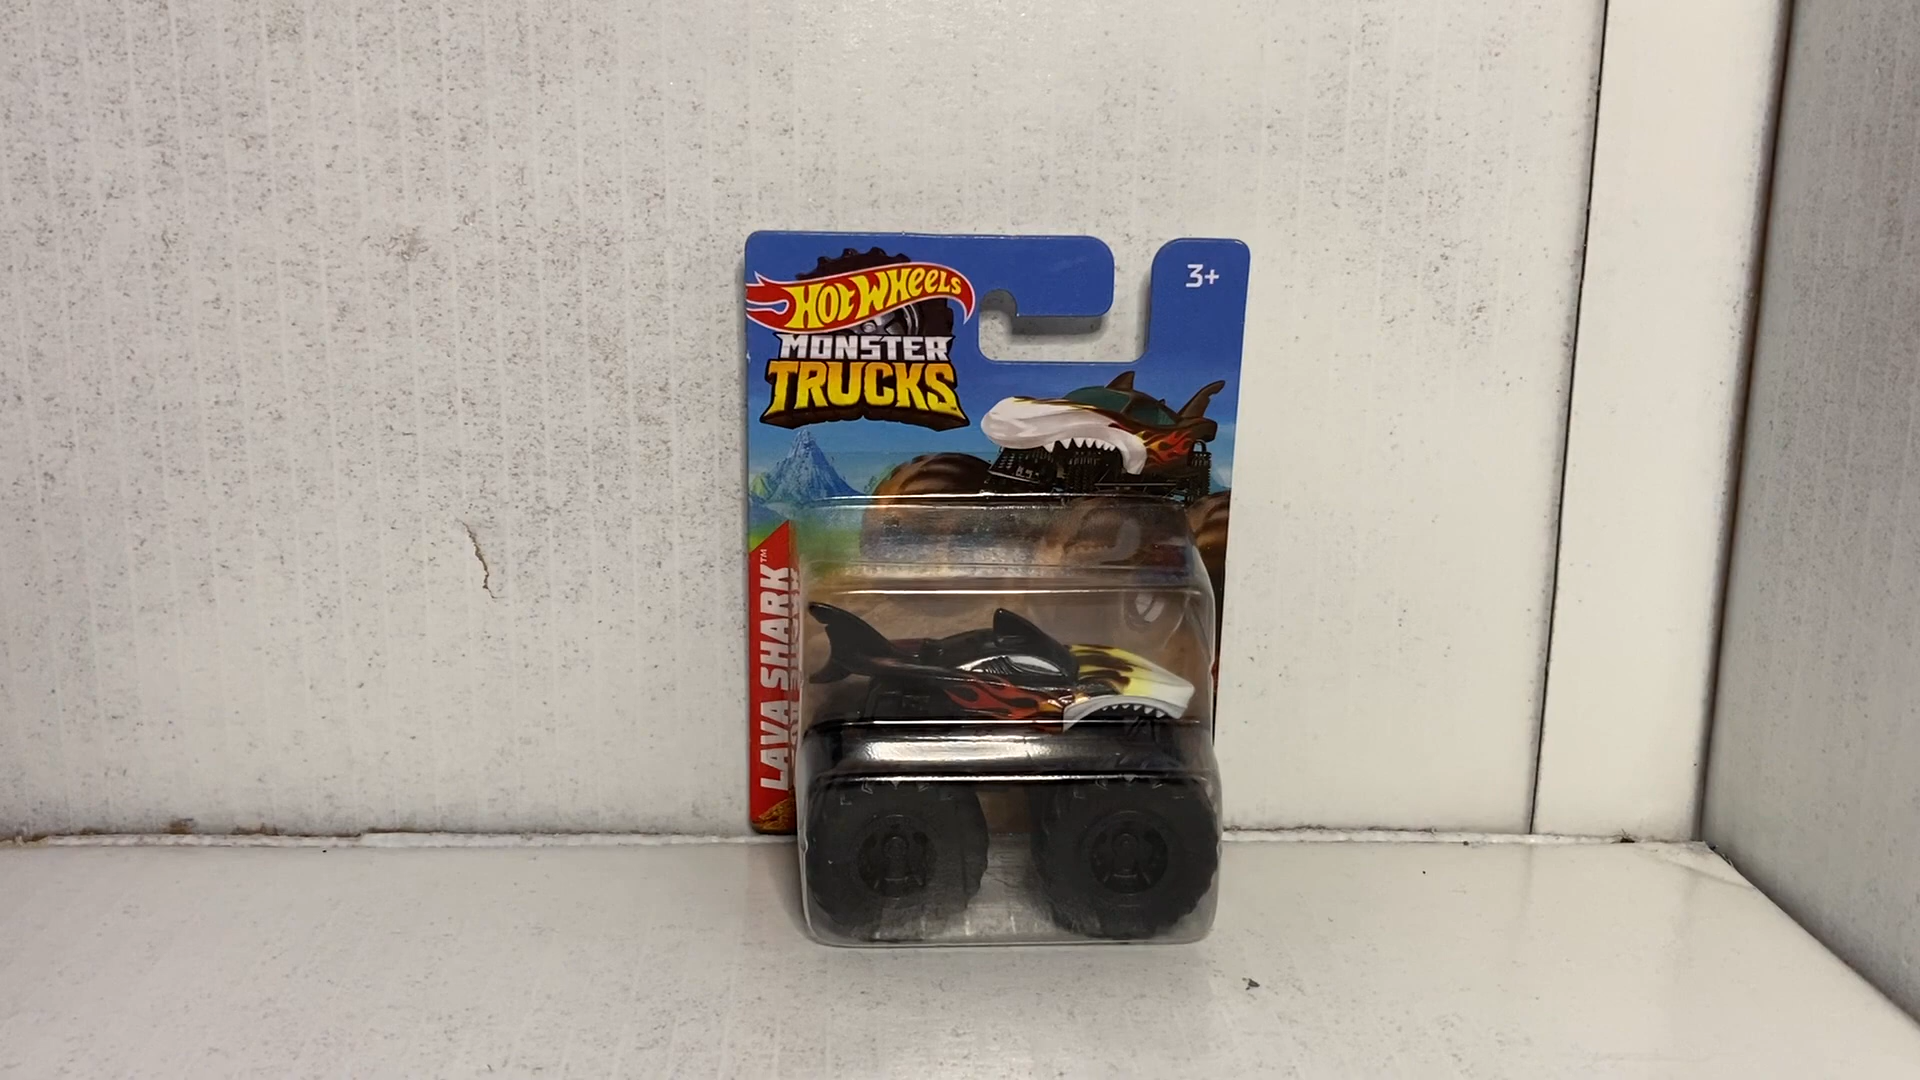 HOT WHEELS
MONSTER
TRUCKS
3+
LAVA SHARK™